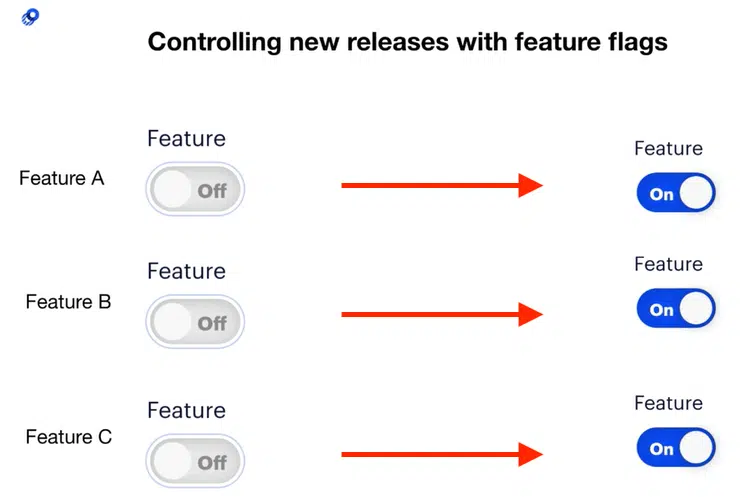 Controlling new releases with feature flags
Feature
Feature
Feature A
Off
On
Feature
Feature
Feature B
Off
On
Feature
Feature
Feature C
Off
On